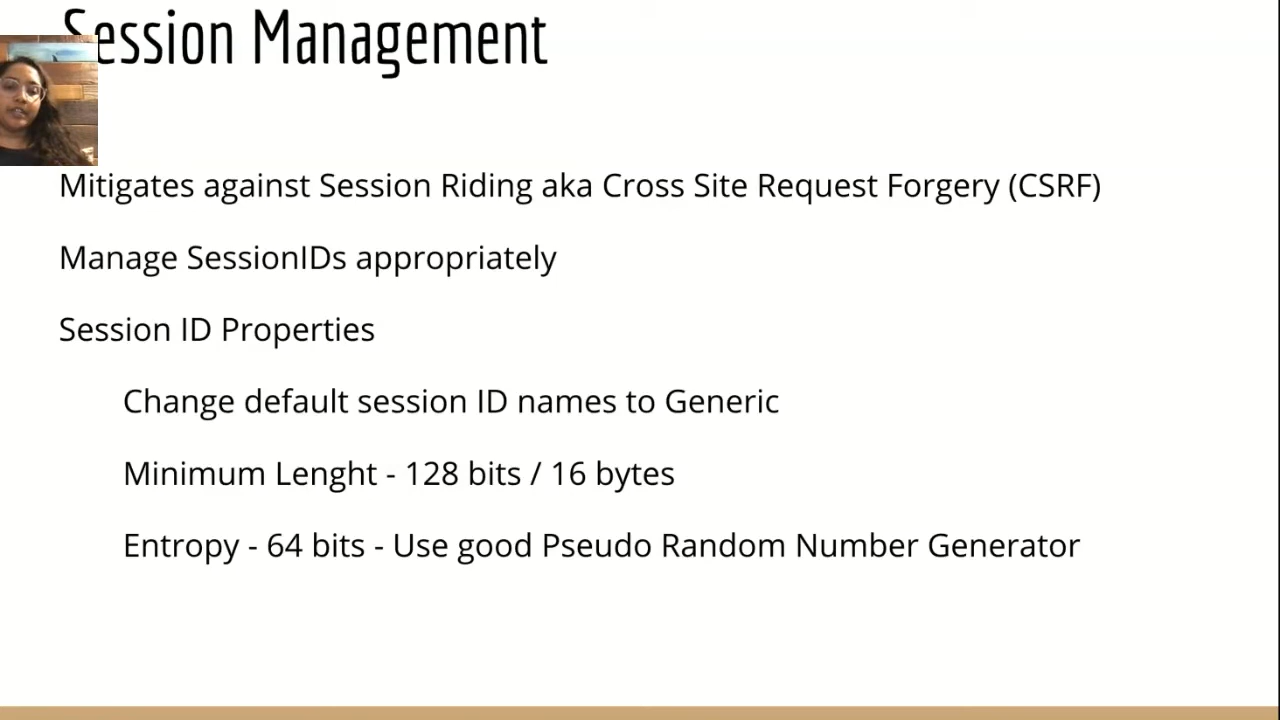 Session Management
Mitigates against Session Riding aka Cross Site Request Forgery (CSRF)
Manage SessionIDs appropriately
Session ID Properties
Change default session ID names to Generic
Minimum Lenght - 128 bits / 16 bytes
Entropy - 64 bits - Use good Pseudo Random Number Generator